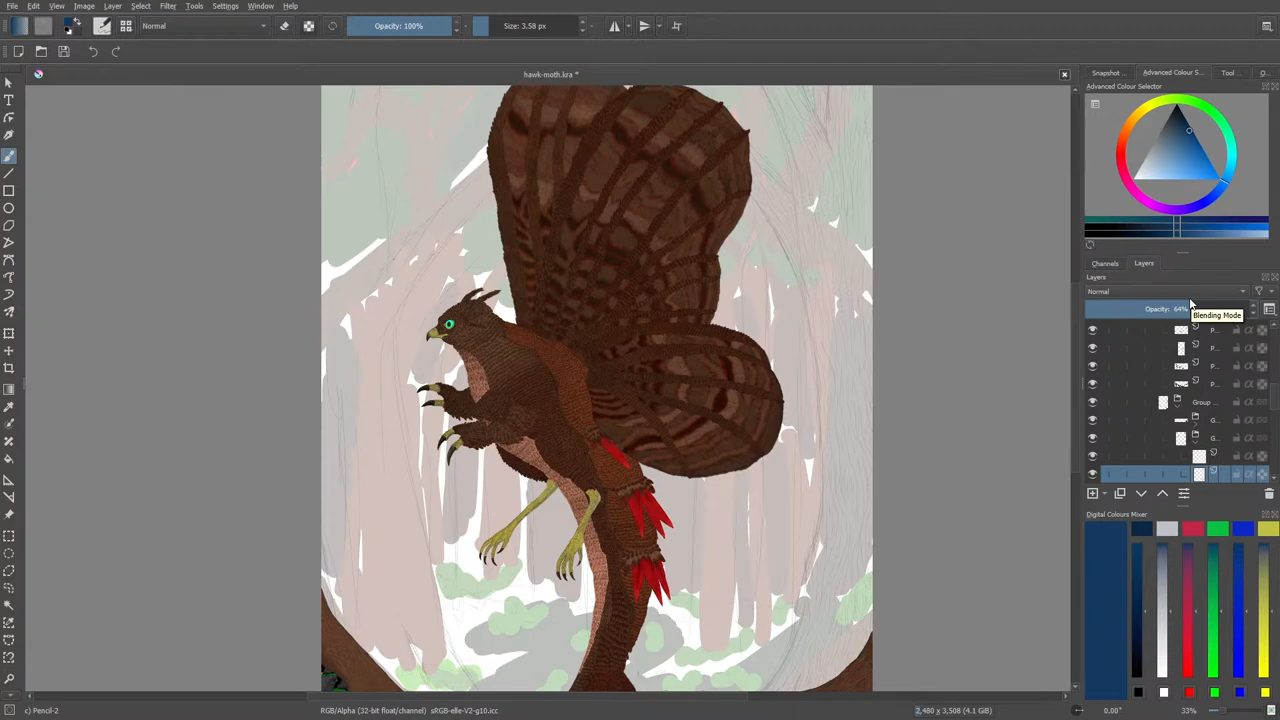 File Edit View Image Layer Select Filter Tools Settings Window Help
Normal Opacity: 100% Size: 3.58 px
hawk-moth.kra *
Snapshot ... Advanced Colour S... Tool ... O...
Advanced Colour Selector
Channels Layers
Layers
Normal
Opacity: 64%
Blending Mode
P...
P...
P...
P...
Group ...
G...
G...
Digital Colours Mixer
c) Pencil-2
RGB/Alpha (32-bit float/channel) sRGB-elle-V2-g10.icc
2,480 x 3,508 (4.1 GiB)
0.00°
33%